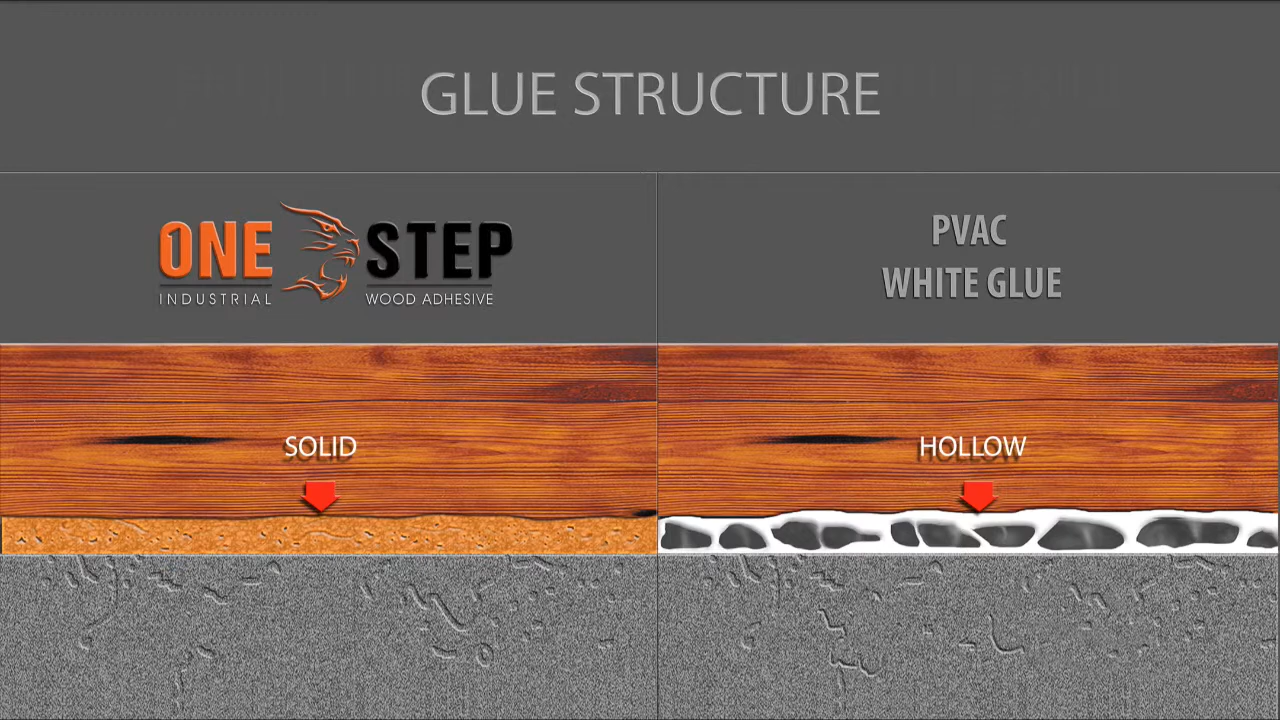 GLUE STRUCTURE
ONE STEP
INDUSTRIAL WOOD ADHESIVE
PVAC
WHITE GLUE
SOLID
HOLLOW